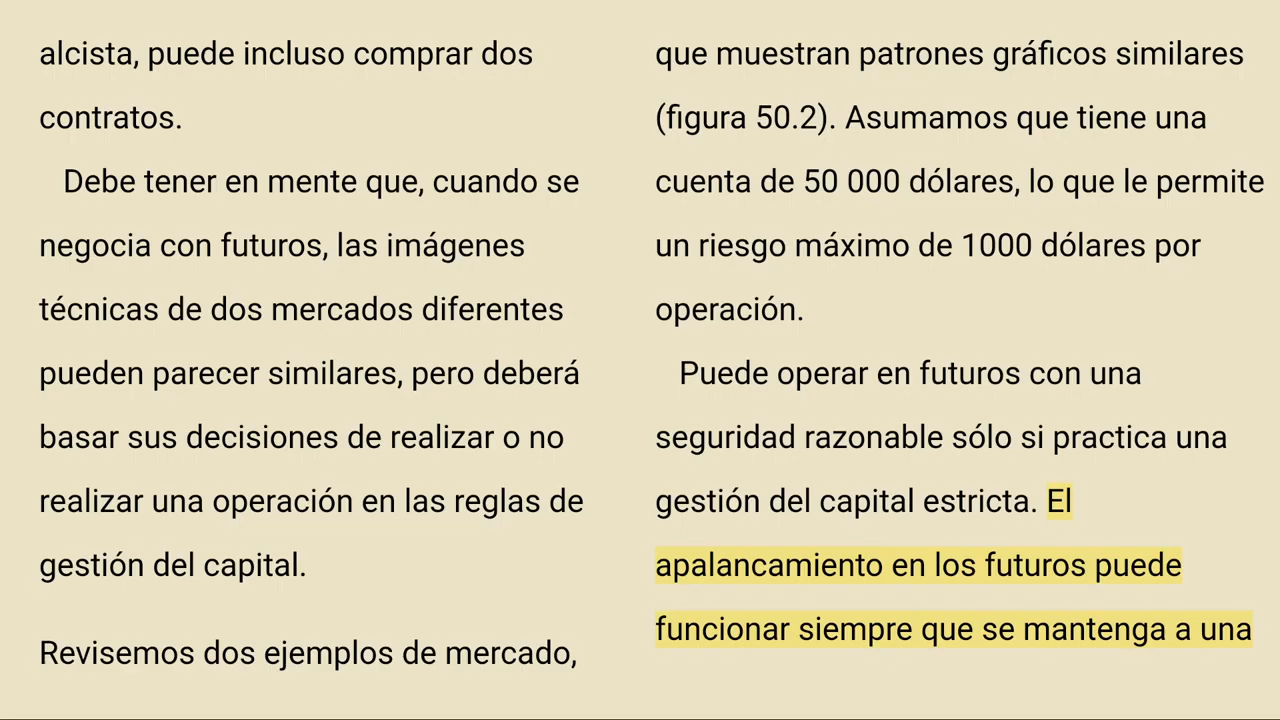 alcista, puede incluso comprar dos
contratos.
Debe tener en mente que, cuando se
negocia con futuros, las imágenes
técnicas de dos mercados diferentes
pueden parecer similares, pero deberá
basar sus decisiones de realizar o no
realizar una operación en las reglas de
gestión del capital.
Revisemos dos ejemplos de mercado,
que muestran patrones gráficos similares
(figura 50.2). Asumamos que tiene una
cuenta de 50 000 dólares, lo que le permite
un riesgo máximo de 1000 dólares por
operación.
Puede operar en futuros con una
seguridad razonable sólo si practica una
gestión del capital estricta. El
apalancamiento en los futuros puede
funcionar siempre que se mantenga a una